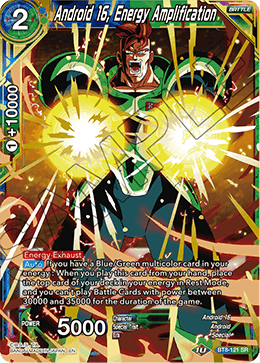 BATTLE
2
Android 16, Energy Amplification
1 +10000
Energy-Exhaust
Auto If you have a Blue/Green multicolor card in your
energy : When you play this card from your hand, place
the top card of your deck in your energy in Rest Mode,
and you can't play Battle Cards with power between
30000 and 35000 for the duration of the game.
POWER
5000
Character
Android 16
Special Trait
Android
Era
BT8-121 SR